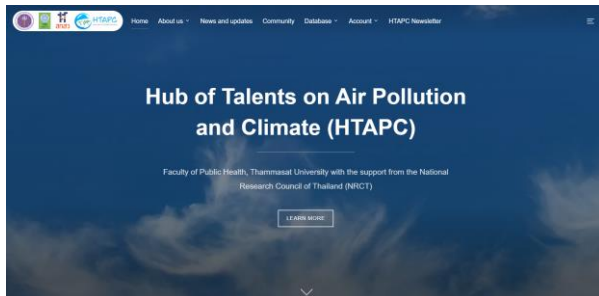 HTAPC
Home About us News and updates Community Database Account HTAPC Newsletter
Hub of Talents on Air Pollution
and Climate (HTAPC)
Faculty of Public Health, Thammasat University with the support from the National
Research Council of Thailand (NRCT)
LEARN MORE